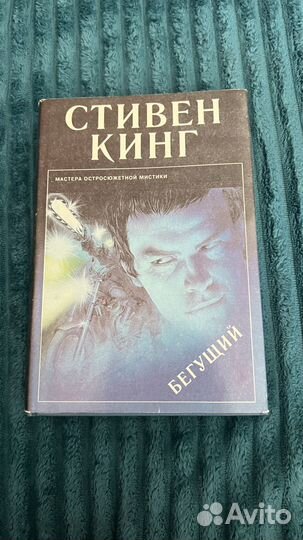 СТИВЕН
КИНГ
МАСТЕРА ОСТРОСЮЖЕТНОЙ МИСТИКИ
БЕГУЩИЙ
Avito